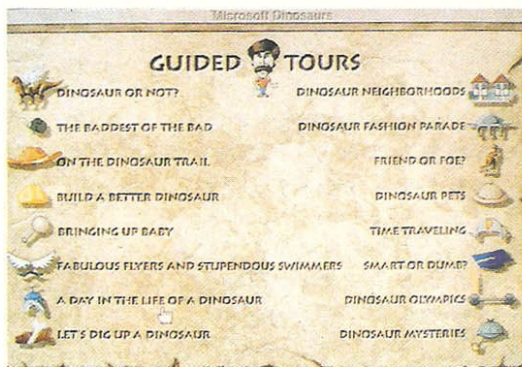 Microsoft Dinosaurs
GUIDED TOURS
DINOSAUR OR NOT?
THE BADDEST OF THE BAD
ON THE DINOSAUR TRAIL
BUILD A BETTER DINOSAUR
BRINGING UP BABY
FABULOUS FLYERS AND STUPENDOUS SWIMMERS
A DAY IN THE LIFE OF A DINOSAUR
LET'S DIG UP A DINOSAUR
DINOSAUR NEIGHBORHOODS
DINOSAUR FASHION PARADE
FRIEND OR FOE?
DINOSAUR PETS
TIME TRAVELING
SMART OR DUMB?
DINOSAUR OLYMPICS
DINOSAUR MYSTERIES